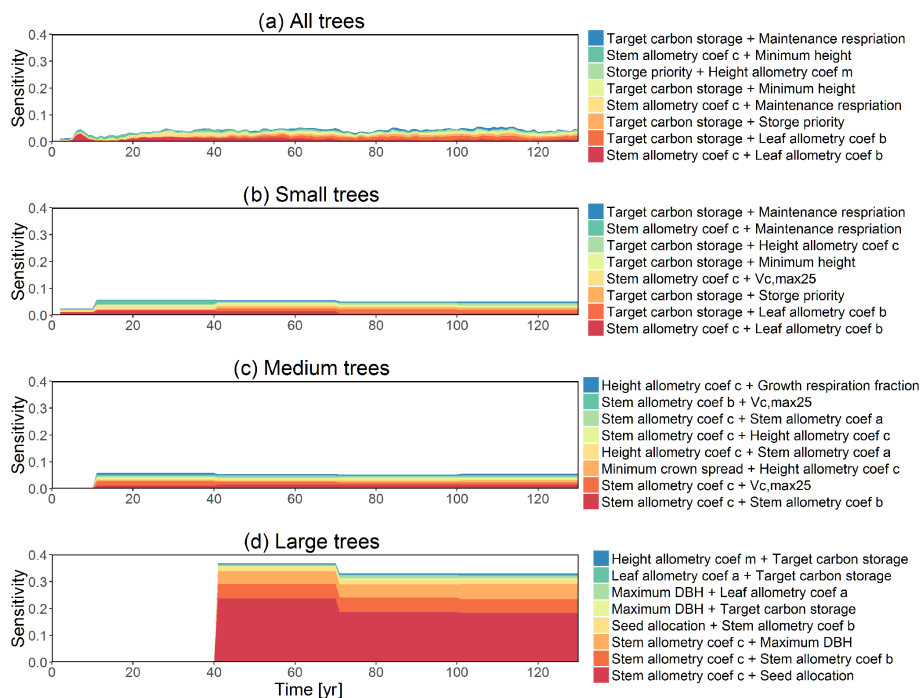 (a) All trees
Sensitivity
0.4
0.3
0.2
0.1
0.0
0 20 40 60 80 100 120
Target carbon storage + Maintenance respriation
Stem allometry coef c + Minimum height
Storge priority + Height allometry coef m
Target carbon storage + Minimum height
Stem allometry coef c + Maintenance respriation
Target carbon storage + Storge priority
Target carbon storage + Leaf allometry coef b
Stem allometry coef c + Leaf allometry coef b
(b) Small trees
Sensitivity
0.4
0.3
0.2
0.1
0.0
0 20 40 60 80 100 120
Target carbon storage + Maintenance respriation
Stem allometry coef c + Maintenance respriation
Target carbon storage + Height allometry coef c
Target carbon storage + Minimum height
Stem allometry coef c + Vc,max25
Target carbon storage + Storge priority
Target carbon storage + Leaf allometry coef b
Stem allometry coef c + Leaf allometry coef b
(c) Medium trees
Sensitivity
0.4
0.3
0.2
0.1
0.0
0 20 40 60 80 100 120
Height allometry coef c + Growth respiration fraction
Stem allometry coef b + Vc,max25
Stem allometry coef c + Stem allometry coef a
Stem allometry coef c + Height allometry coef c
Height allometry coef c + Stem allometry coef a
Minimum crown spread + Height allometry coef c
Stem allometry coef c + Vc,max25
Stem allometry coef c + Stem allometry coef b
(d) Large trees
Sensitivity
0.4
0.3
0.2
0.1
0.0
0 20 40 60 80 100 120
Time [yr]
Height allometry coef m + Target carbon storage
Leaf allometry coef a + Target carbon storage
Maximum DBH + Leaf allometry coef a
Maximum DBH + Target carbon storage
Seed allocation + Stem allometry coef b
Stem allometry coef c + Maximum DBH
Stem allometry coef c + Stem allometry coef b
Stem allometry coef c + Seed allocation